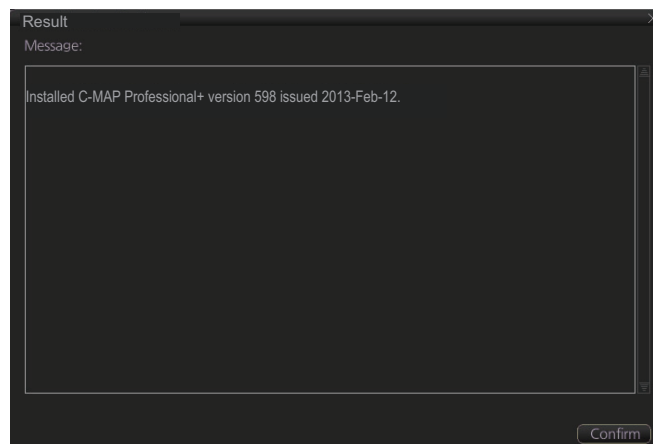 Result
Message:
Installed C-MAP Professional+ version 598 issued 2013-Feb-12.
Confirm